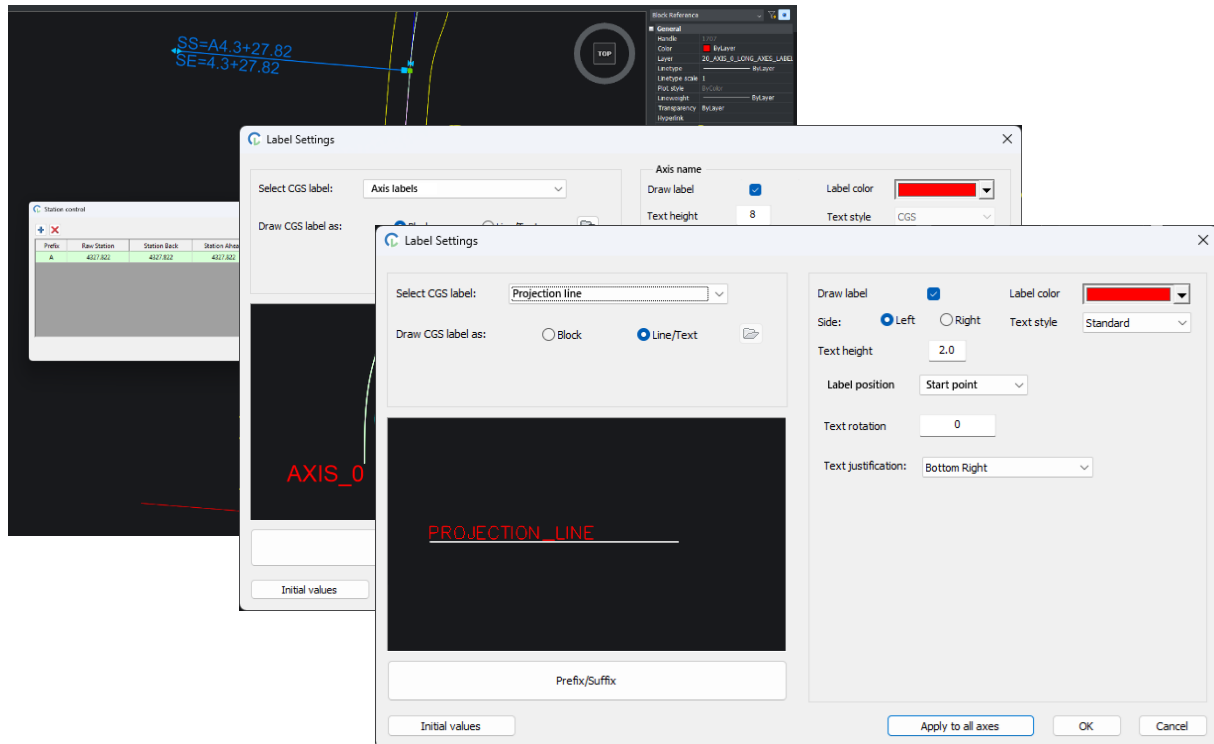 SS=A4.3+27.82
SE=4.3+27.82
TOP
Block Reference
General
Handle 1707
Color ByLayer
Layer 20_AXIS_0_LONG_AXES_LABEL
Linetype ByLayer
Linetype scale 1
Plot style ByColor
Lineweight ByLayer
Transparency ByLayer
Hyperlink
Station control
Prefix Raw Station Station Back Station Ahea
A 4327.822 4327.822 4327.822
Label Settings
Select CGS label: Axis labels
Draw CGS label as:
Axis name
Draw label Label color
Text height 8 Text style CGS
AXIS_0
Initial values
Label Settings
Select CGS label: Projection line
Draw CGS label as: Block Line/Text
PROJECTION_LINE
Prefix/Suffix
Initial values
Draw label Label color
Side: Left Right Text style Standard
Text height 2.0
Label position Start point
Text rotation 0
Text justification: Bottom Right
Apply to all axes OK Cancel